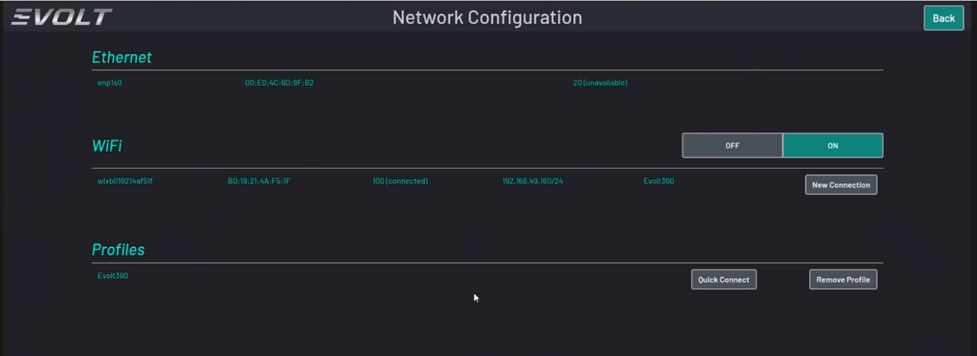 EVOLT
Network Configuration
Back
Ethernet
enp1s0 00:E0:4C:6D:9F:B2 20 (unavailable)
WiFi
OFF ON
wlxb019214af51f B0:19:21:4A:F5:1F 100 (connected) 192.168.49.160/24 Evolt360
New Connection
Profiles
Evolt360
Quick Connect Remove Profile